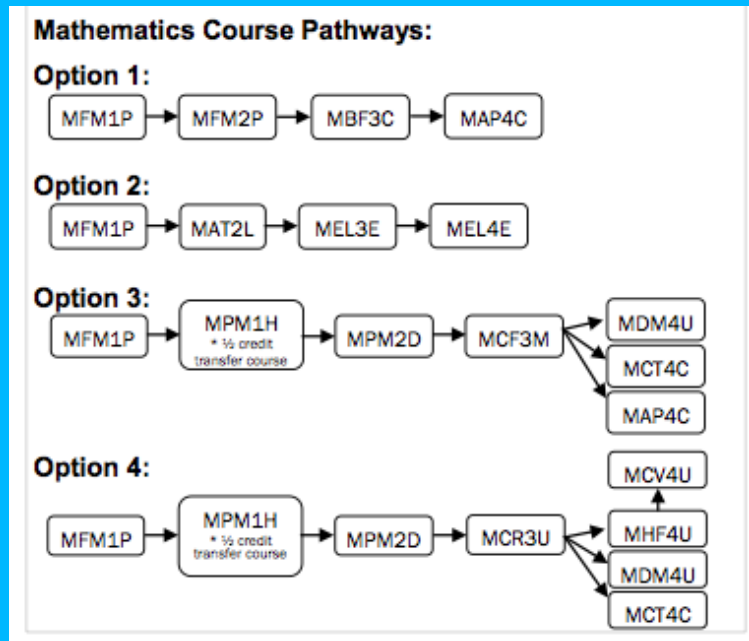 Mathematics Course Pathways:
Option 1:
MFM1P
MFM2P
MBF3C
MAP4C
Option 2:
MFM1P
MAT2L
MEL3E
MEL4E
Option 3:
MFM1P
MPM1H
* ½ credit
transfer course
MPM2D
MCF3M
MDM4U
MCT4C
MAP4C
Option 4:
MFM1P
MPM1H
* ½ credit
transfer course
MPM2D
MCR3U
MCV4U
MHF4U
MDM4U
MCT4C